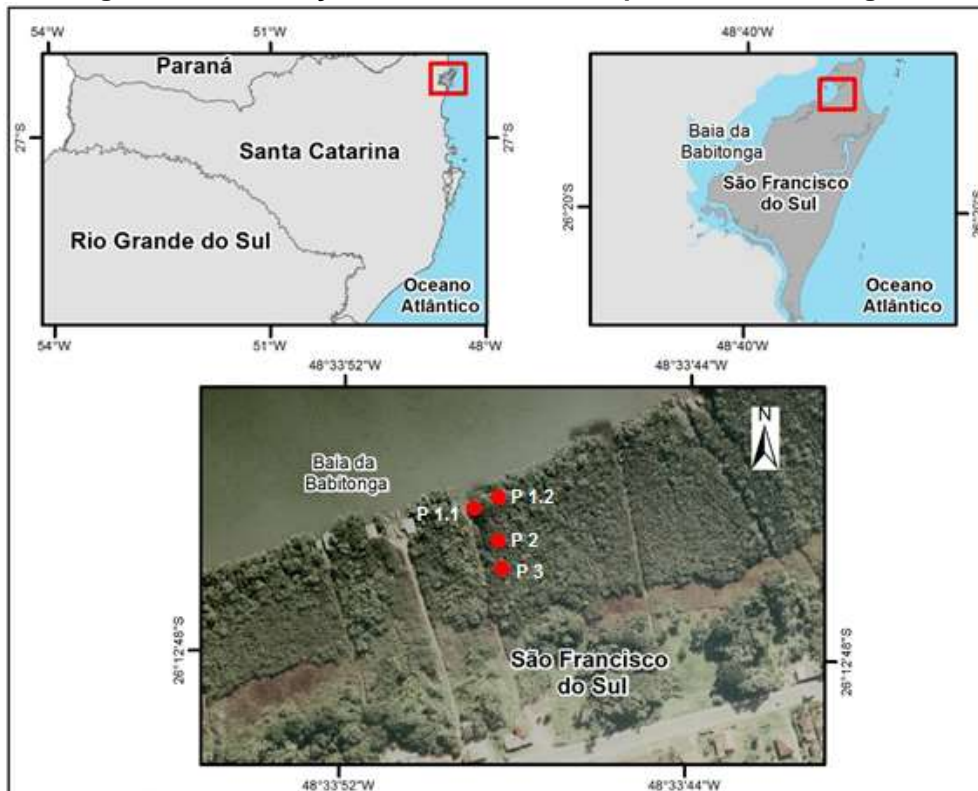 54°W
51°W
Paraná
27°S
27°S
Santa Catarina
Rio Grande do Sul
Oceano
Atlântico
54°W
51°W
48°W
48°40'W
Baia da
Babitonga
São Francisco
do Sul
26°20'S
26°20'S
Oceano
Atlântico
48°40'W
48°33'52"W
48°33'44"W
N
Baia da
Babitonga
P 1.1
P 1.2
P 2
P 3
26°12'48"S
26°12'48"S
São Francisco
do Sul
48°33'52"W
48°33'44"W